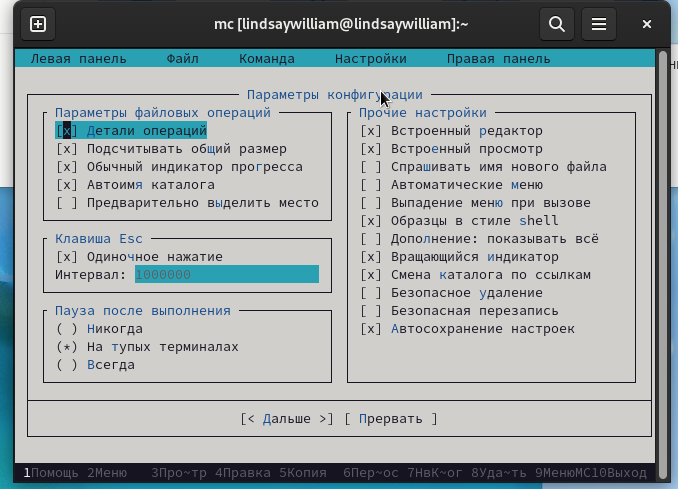 mc [lindsaywilliam@lindsaywilliam]:~
Левая панель Файл Команда Настройки Правая панель
Параметры конфигурации
Параметры файловых операций
[x] Детали операций
[x] Подсчитывать общий размер
[x] Обычный индикатор прогресса
[x] Автоимя каталога
[ ] Предварительно выделить место
Клавиша Esc
[x] Одиночное нажатие
Интервал: 1000000
Пауза после выполнения
( ) Никогда
(*) На тупых терминалах
( ) Всегда
Прочие настройки
[x] Встроенный редактор
[x] Встроенный просмотр
[ ] Спрашивать имя нового файла
[ ] Автоматические меню
[ ] Выпадение меню при вызове
[x] Образцы в стиле shell
[ ] Дополнение: показывать всё
[x] Вращающийся индикатор
[x] Смена каталога по ссылкам
[ ] Безопасное удаление
[ ] Безопасная перезапись
[x] Автосохранение настроек
[< Дальше >] [ Прервать ]
1Помощь 2Меню 3Про~тр 4Правка 5Копия 6Пер~ос 7НвК~ог 8Уда~ть 9МенюМС10Выход